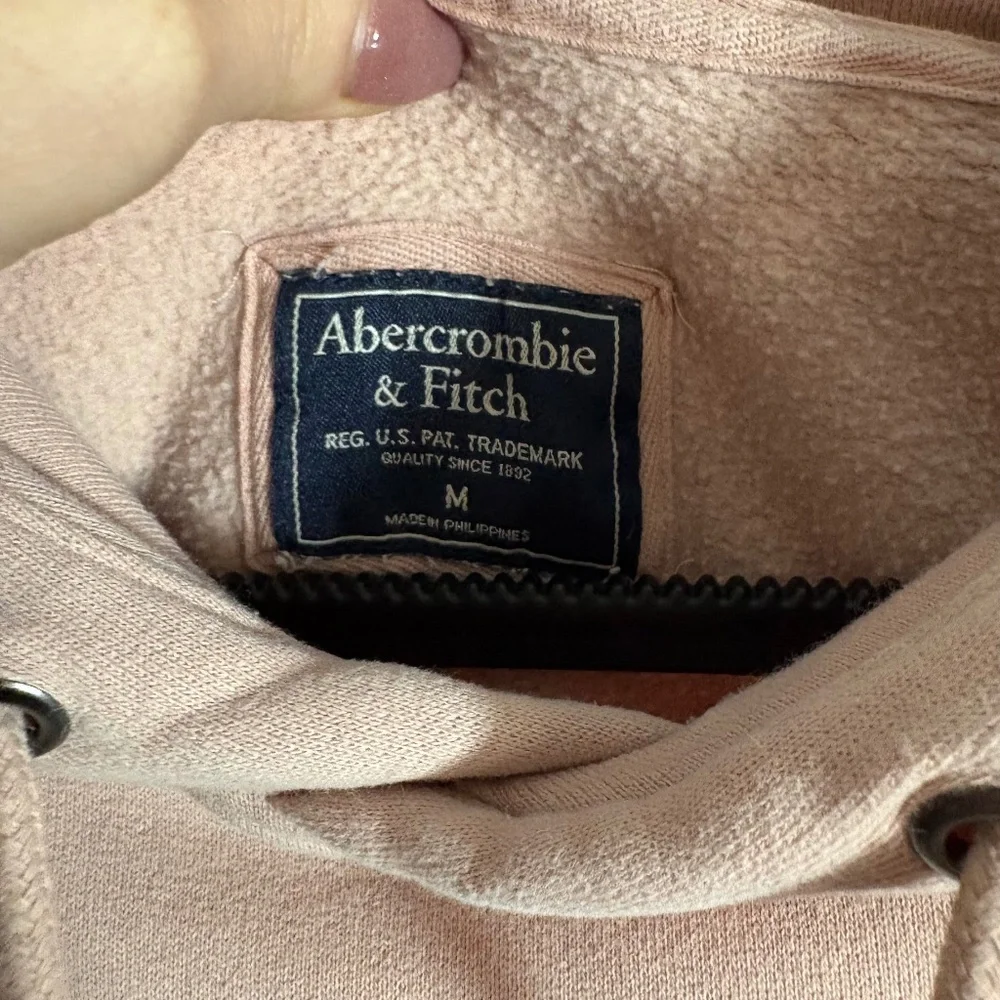 Abercrombie
& Fitch
REG. U.S. PAT. TRADEMARK
QUALITY SINCE 1892
M
MADE IN PHILIPPINES